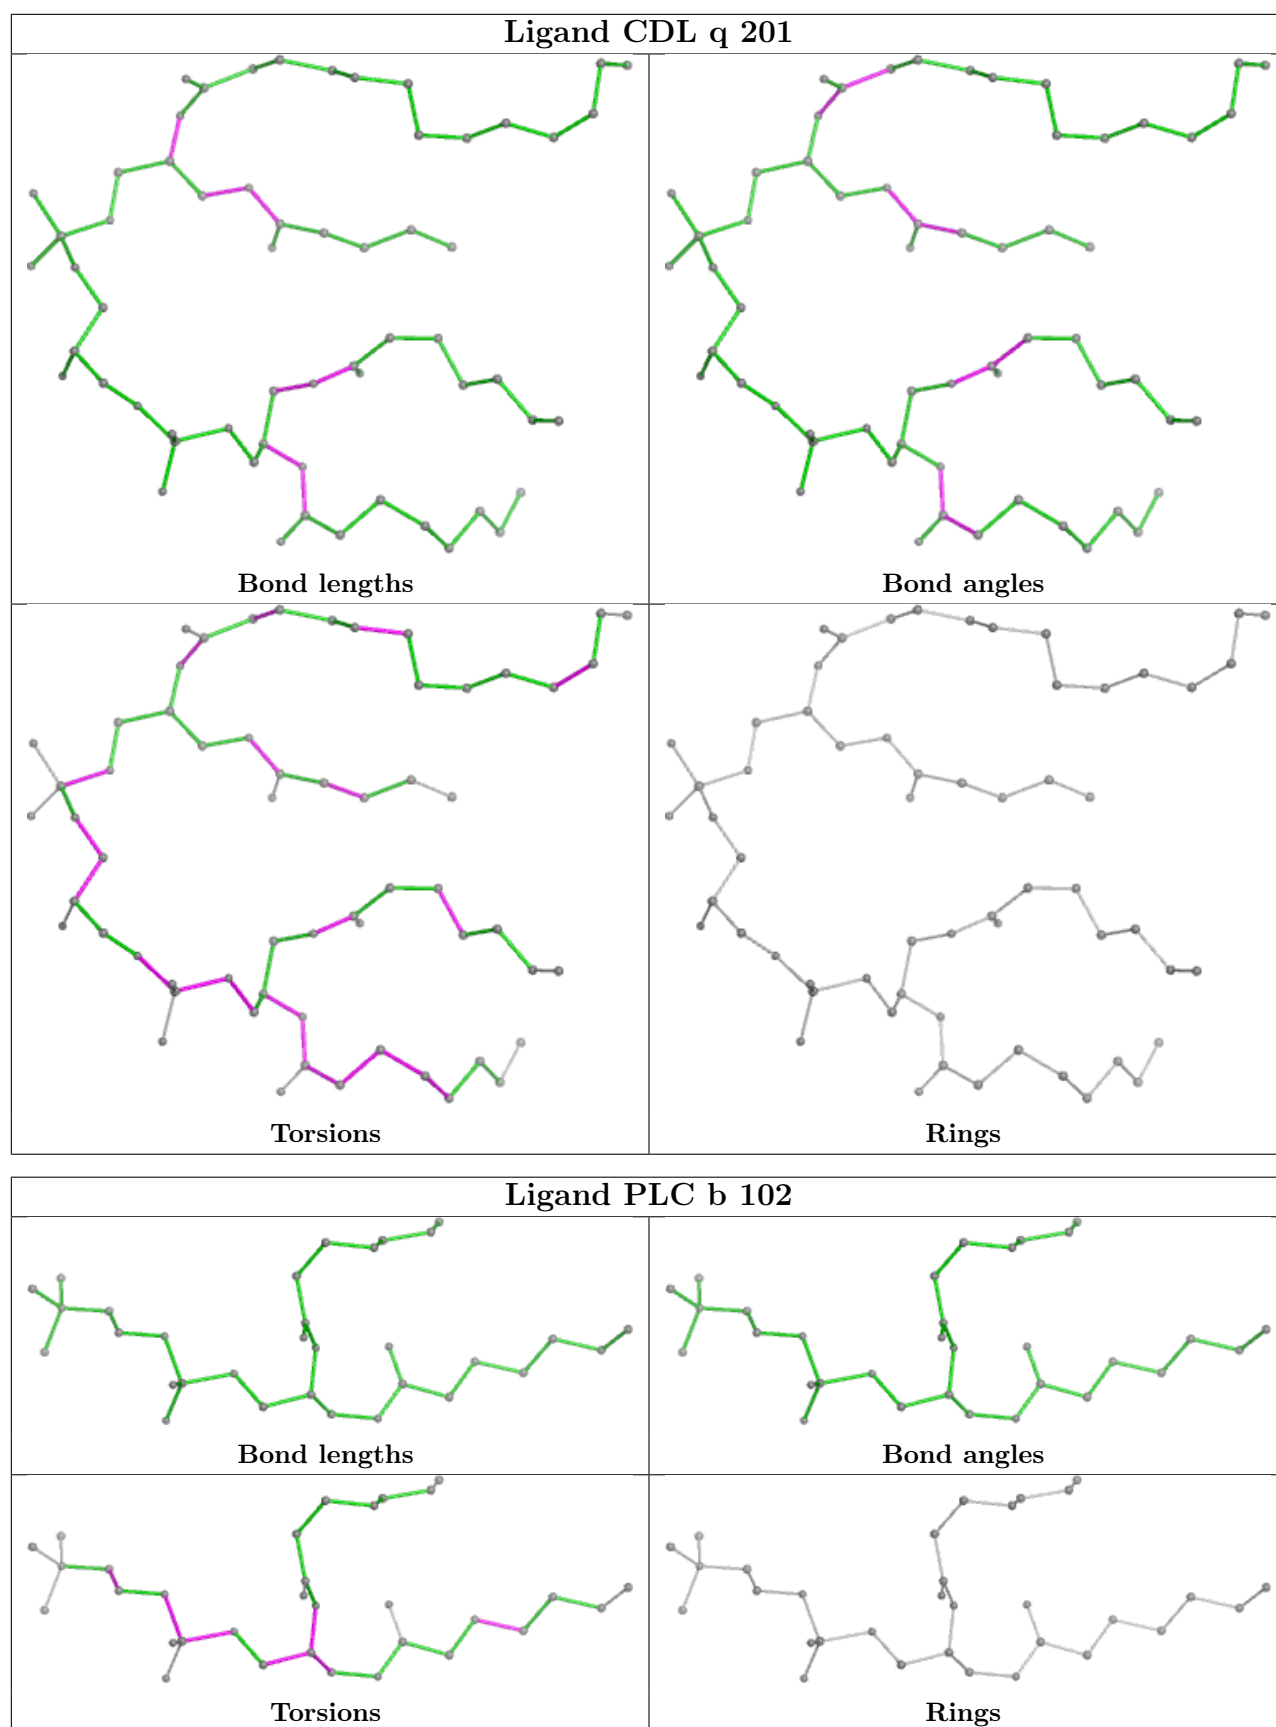 Ligand CDL q 201
Bond lengths
Bond angles
Torsions
Rings
Ligand PLC b 102
Bond lengths
Bond angles
Torsions
Rings